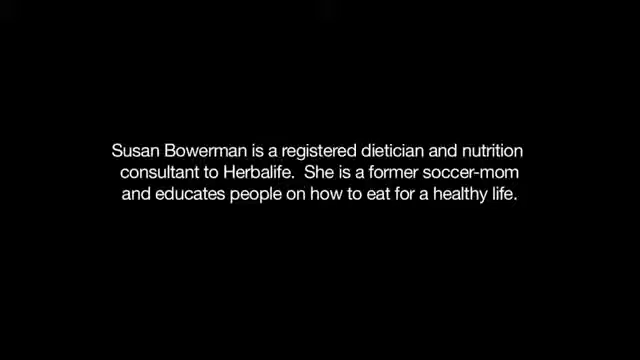 Susan Bowerman is a registered dietician and nutrition
consultant to Herbalife.  She is a former soccer-mom
and educates people on how to eat for a healthy life.